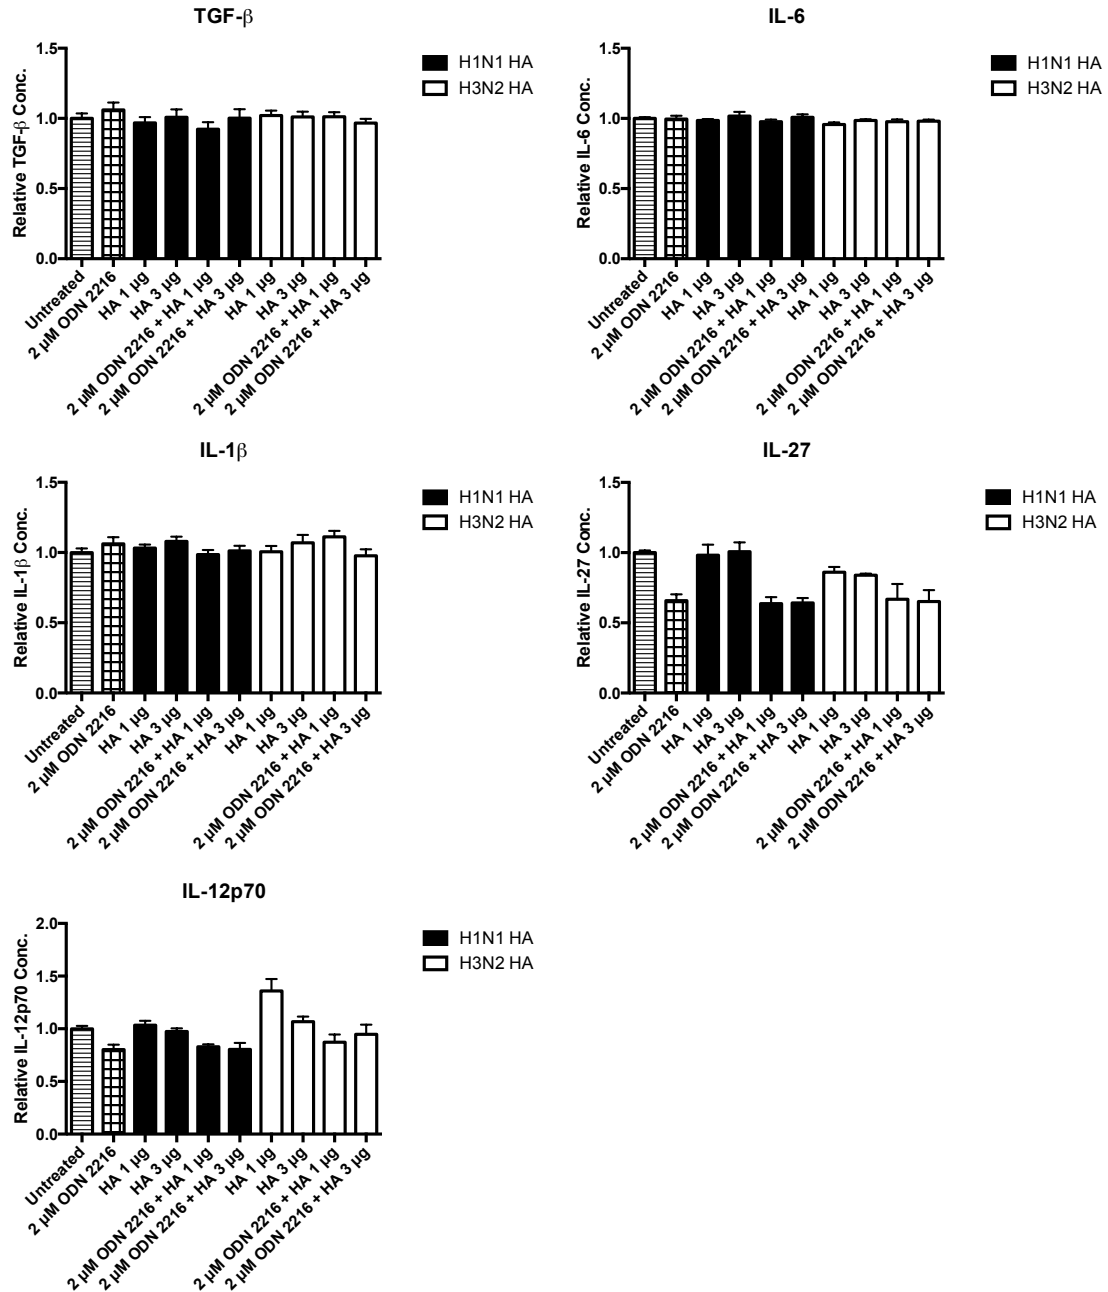 TGF-β
Relative TGF-β Conc.
1.5
1.0
0.5
0.0
Untreated
2 µM ODN 2216
HA 1 µg
HA 3 µg
2 µM ODN 2216 + HA 1 µg
2 µM ODN 2216 + HA 3 µg
HA 1 µg
HA 3 µg
2 µM ODN 2216 + HA 1 µg
2 µM ODN 2216 + HA 3 µg
H1N1 HA
H3N2 HA
IL-6
Relative IL-6 Conc.
1.5
1.0
0.5
0.0
Untreated
2 µM ODN 2216
HA 1 µg
HA 3 µg
2 µM ODN 2216 + HA 1 µg
2 µM ODN 2216 + HA 3 µg
HA 1 µg
HA 3 µg
2 µM ODN 2216 + HA 1 µg
2 µM ODN 2216 + HA 3 µg
H1N1 HA
H3N2 HA
IL-1β
Relative IL-1β Conc.
1.5
1.0
0.5
0.0
Untreated
2 µM ODN 2216
HA 1 µg
HA 3 µg
2 µM ODN 2216 + HA 1 µg
2 µM ODN 2216 + HA 3 µg
HA 1 µg
HA 3 µg
2 µM ODN 2216 + HA 1 µg
2 µM ODN 2216 + HA 3 µg
H1N1 HA
H3N2 HA
IL-27
Relative IL-27 Conc.
1.5
1.0
0.5
0.0
Untreated
2 µM ODN 2216
HA 1 µg
HA 3 µg
2 µM ODN 2216 + HA 1 µg
2 µM ODN 2216 + HA 3 µg
HA 1 µg
HA 3 µg
2 µM ODN 2216 + HA 1 µg
2 µM ODN 2216 + HA 3 µg
H1N1 HA
H3N2 HA
IL-12p70
Relative IL-12p70 Conc.
2.0
1.5
1.0
0.5
0.0
Untreated
2 µM ODN 2216
HA 1 µg
HA 3 µg
2 µM ODN 2216 + HA 1 µg
2 µM ODN 2216 + HA 3 µg
HA 1 µg
HA 3 µg
2 µM ODN 2216 + HA 1 µg
2 µM ODN 2216 + HA 3 µg
H1N1 HA
H3N2 HA